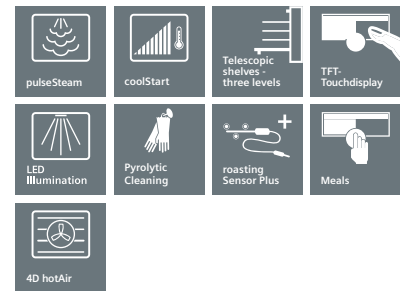 pulseSteam
coolStart
Telescopic
shelves -
three levels
TFT-
Touchdisplay
LED
Illumination
Pyrolytic
Cleaning
roasting
Sensor Plus
Meals
4D hotAir